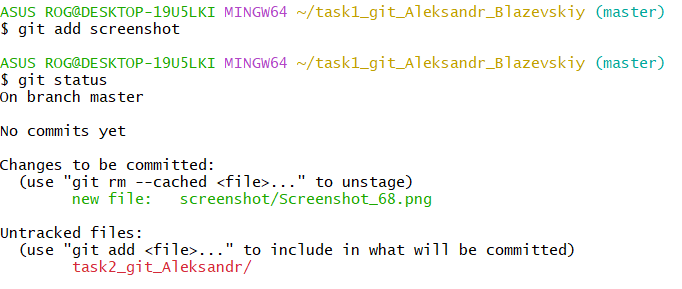 ASUS ROG@DESKTOP-19U5LKI MINGW64 ~/task1_git_Aleksandr_Blazevskiy (master)
$ git add screenshot

ASUS ROG@DESKTOP-19U5LKI MINGW64 ~/task1_git_Aleksandr_Blazevskiy (master)
$ git status
On branch master

No commits yet

Changes to be committed:
  (use "git rm --cached <file>..." to unstage)
        new file:   screenshot/Screenshot_68.png

Untracked files:
  (use "git add <file>..." to include in what will be committed)
        task2_git_Aleksandr/